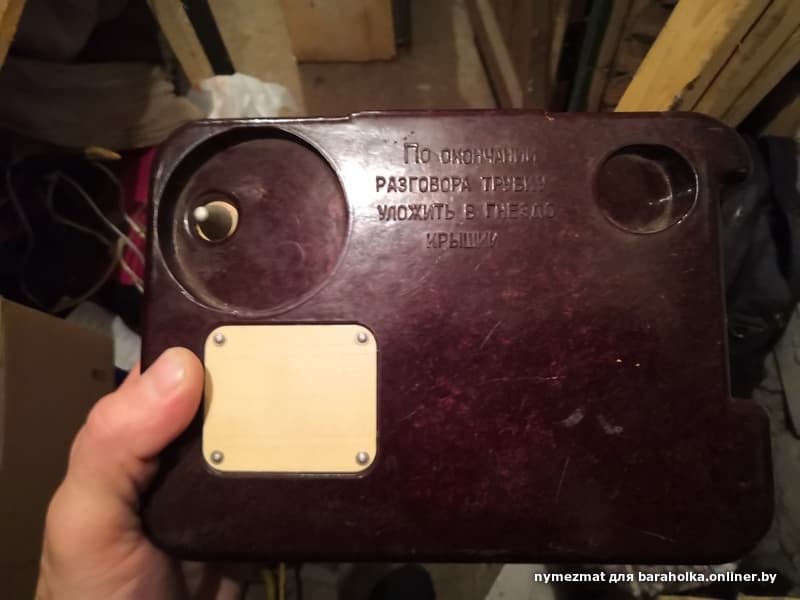 По окончании
разговора трубку
уложить в гнездо
крышки
nymezmat для baraholka.onliner.by